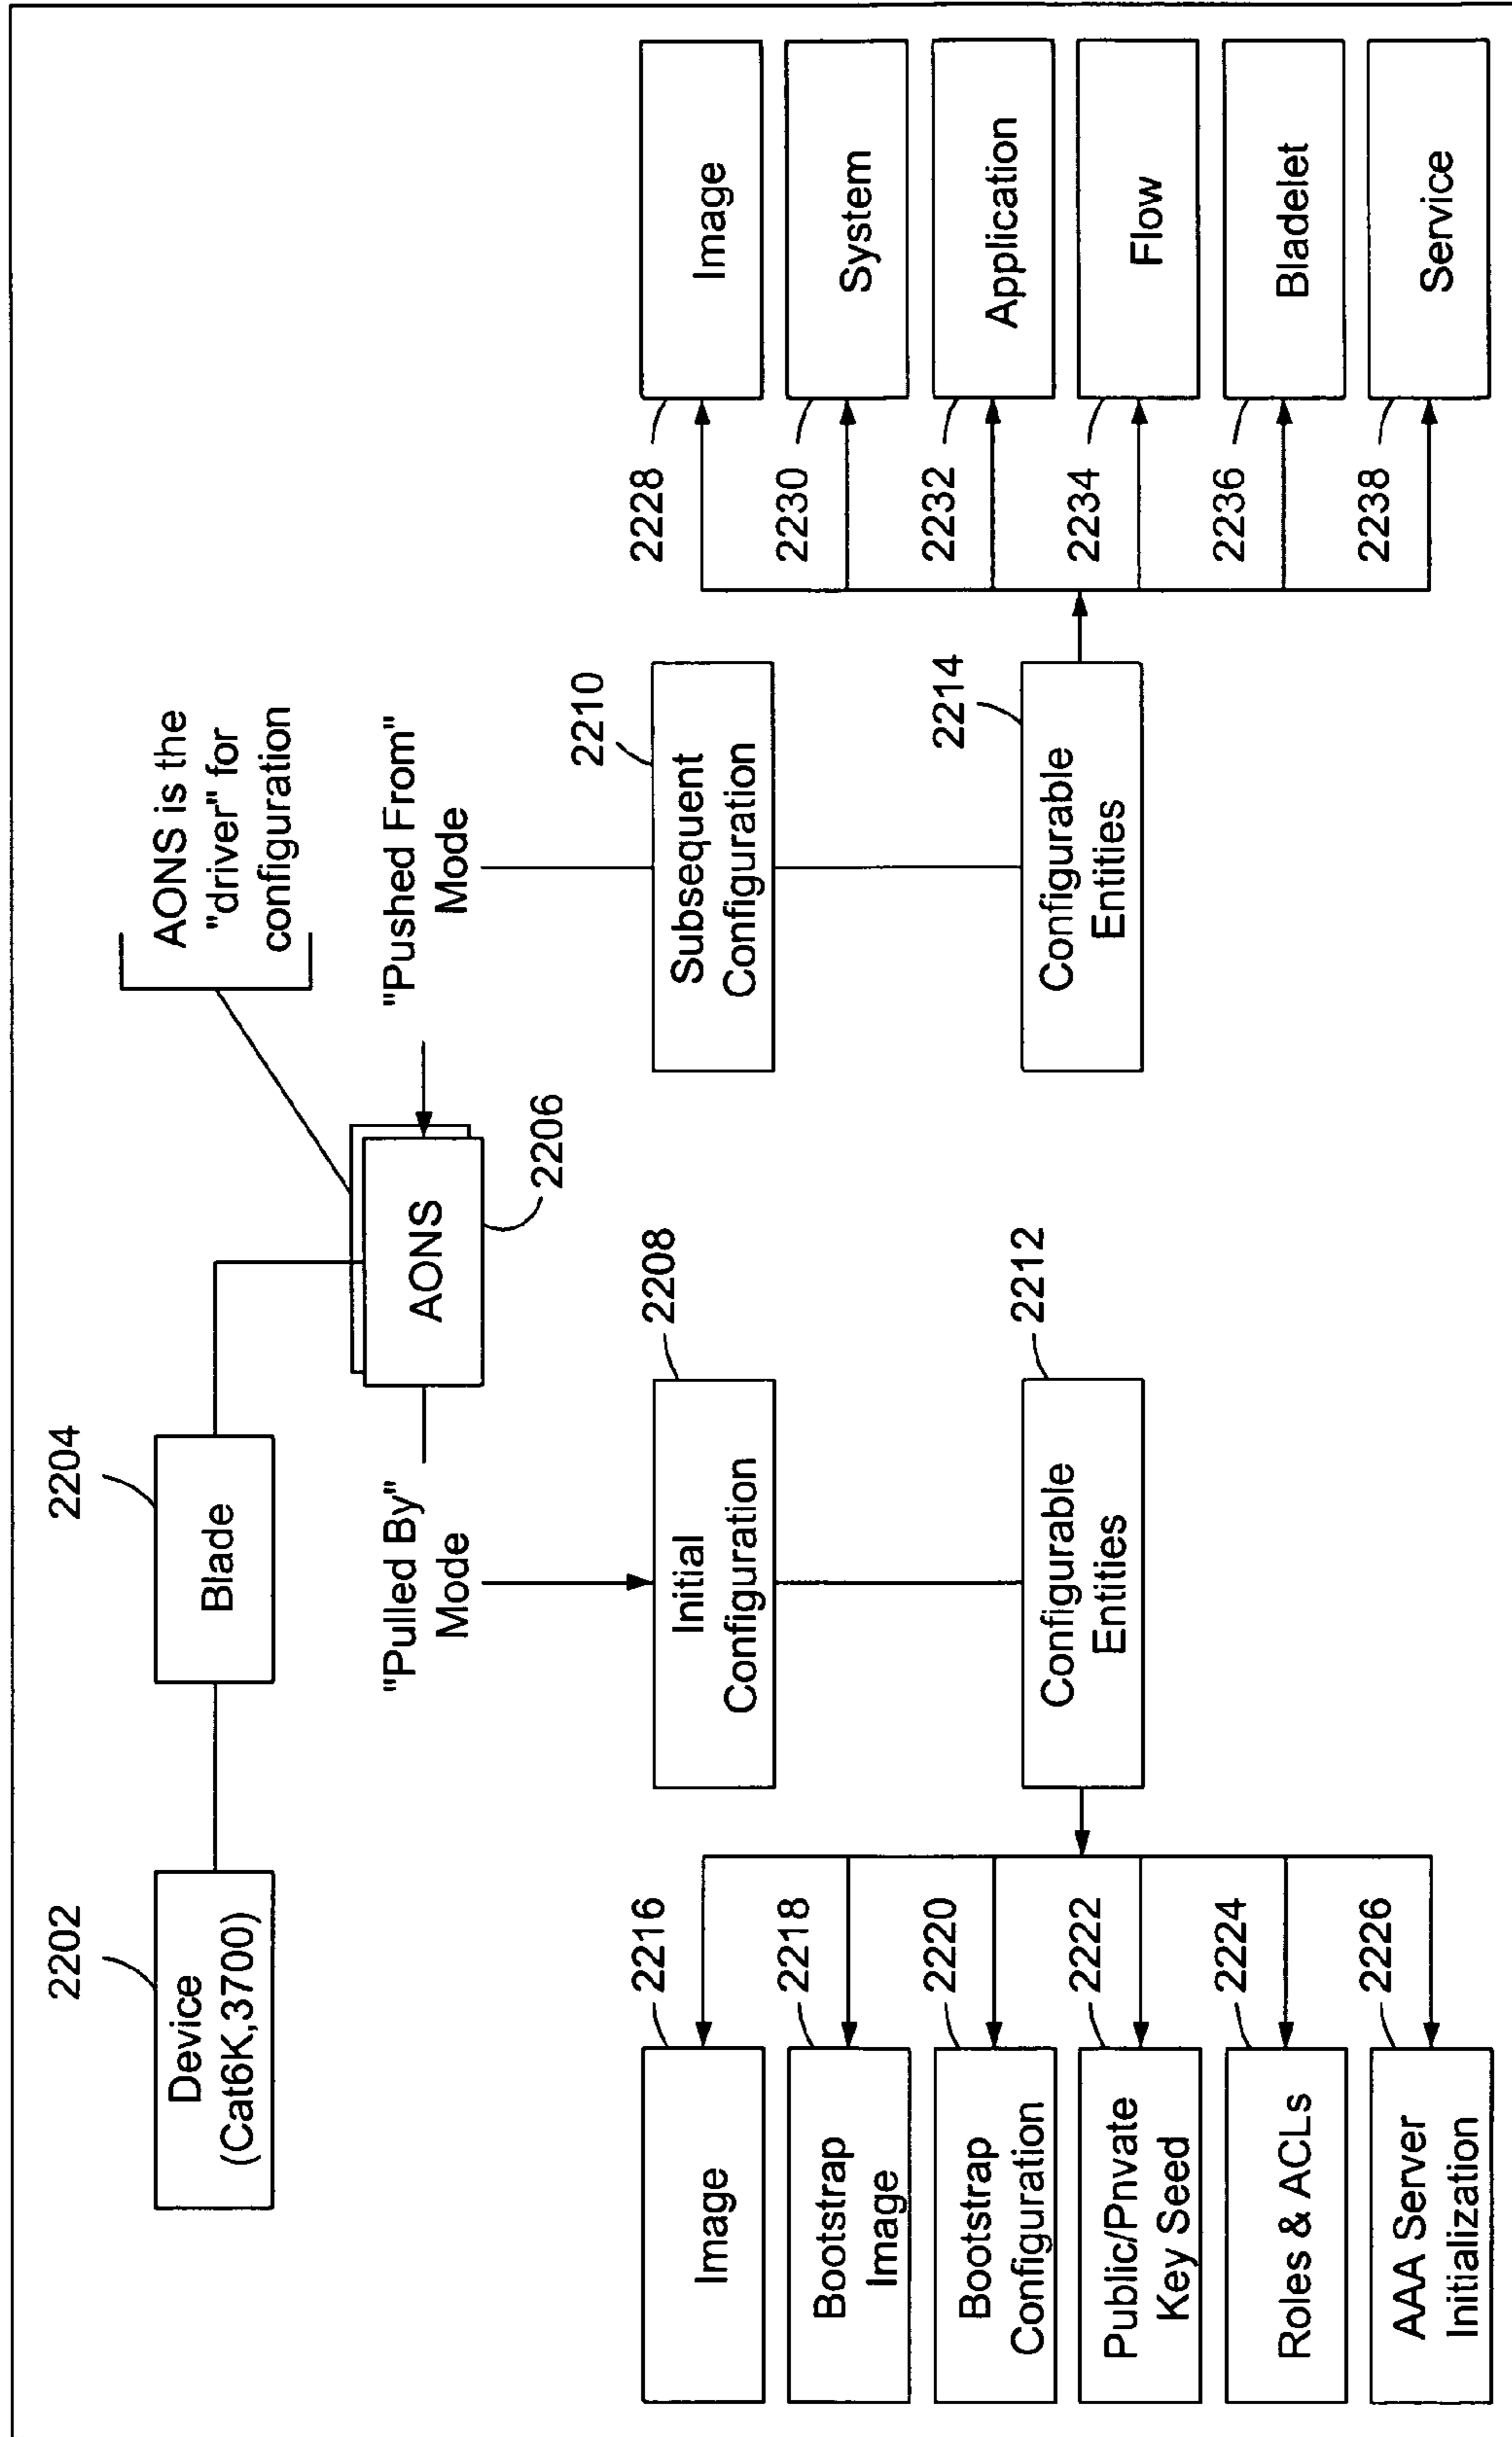 2202
Device
(Cat6K,3700)
2204
Blade
AONS is the
"driver" for
configuration
AONS
2206
"Pulled By"
Mode
"Pushed From"
Mode
2208
Initial
Configuration
2210
Subsequent
Configuration
2212
Configurable
Entities
2214
Configurable
Entities
2216
Image
2218
Bootstrap
Image
2220
Bootstrap
Configuration
2222
Public/Pnvate
Key Seed
2224
Roles & ACLs
2226
AAA Server
Initialization
2228
Image
2230
System
2232
Application
2234
Flow
2236
Bladelet
2238
Service